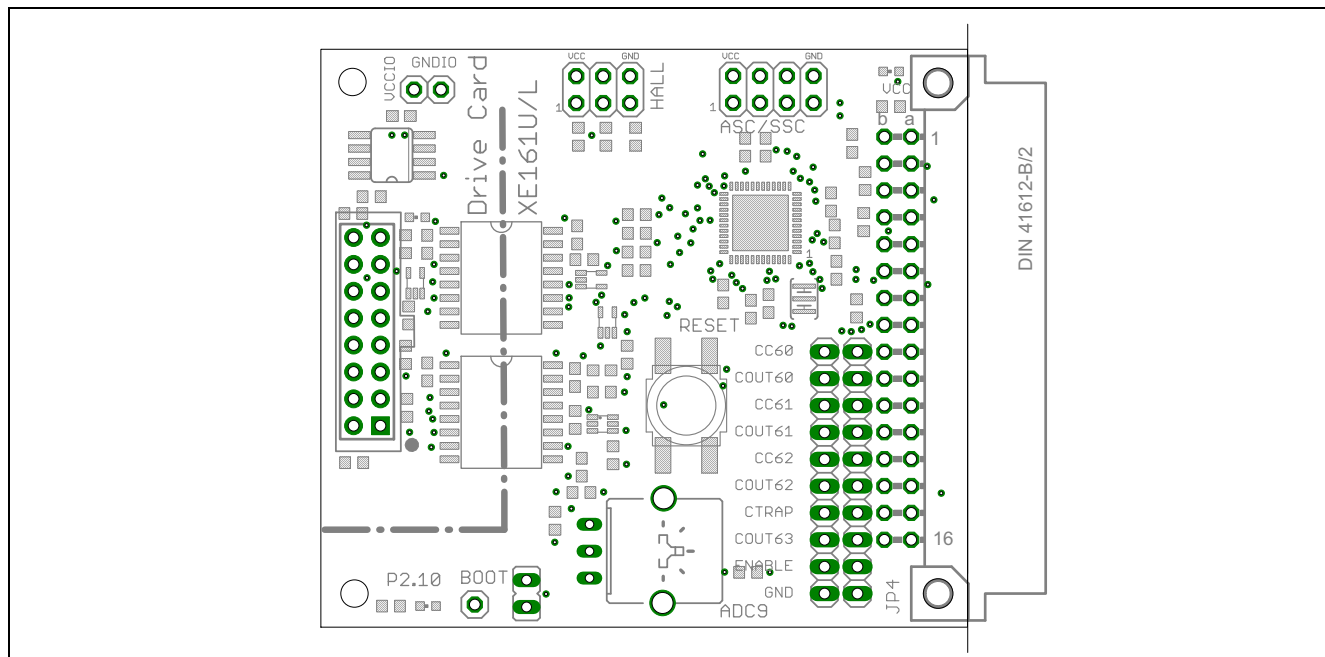 VCCIO
GNDIO
Drive Card
XE161U/L
VCC
GND
1
HALL
VCC
GND
1
ASC/SSC
VCC
b
a
1
DIN 41612-B/2
1
RESET
CC60
COUT60
CC61
COUT61
CC62
COUT62
CTRAP
COUT63
16
ENABLE
GND
JP4
P2.10
BOOT
ADC9